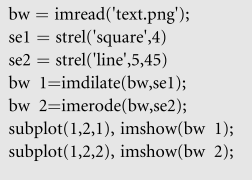 bw = imread('text.png');
se1 = strel('square',4)
se2 = strel('line',5,45)
bw 1=imdilate(bw,se1);
bw 2=imerode(bw,se2);
subplot(1,2,1), imshow(bw 1);
subplot(1,2,2), imshow(bw 2);